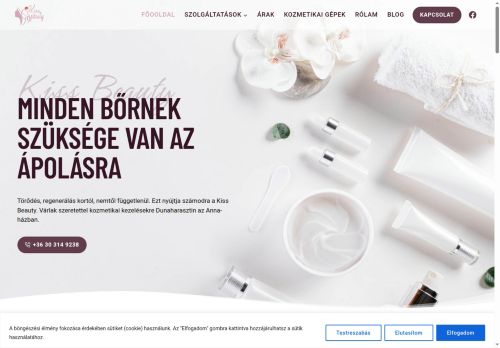 Kiss Beauty
FŐOLDAL SZOLGÁLTATÁSOK ÁRAK KOZMETIKAI GÉPEK RÓLAM BLOG KAPCSOLAT
Kiss Beauty
MINDEN BŐRNEK
SZÜKSÉGE VAN AZ
ÁPOLÁSRA
Törődés, regenerálás kortól, nemtől függetlenül. Ezt nyújtja számodra a Kiss
Beauty. Várlak szeretettel kozmetikai kezelésekre Dunaharasztin az Anna-
házban.
+36 30 314 9238
A böngészési élmény fokozása érdekében sütiket (cookie) használunk. Az "Elfogadom" gombra kattintva hozzájárulhatsz a sütik
használatához.
Testreszabás Elutasítom Elfogadom